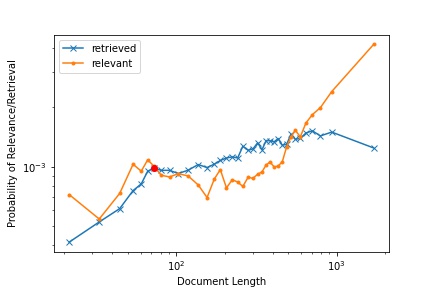 retrieved
relevant
Probability of Relevance/Retrieval
10⁻³
10²
10³
Document Length